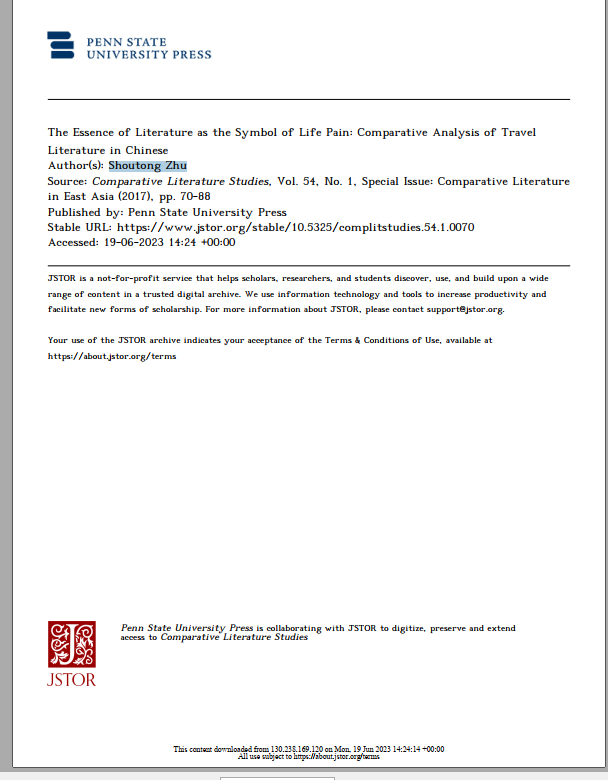 PENN STATE
UNIVERSITY PRESS
The Essence of Literature as the Symbol of Life Pain: Comparative Analysis of Travel
Literature in Chinese
Author(s): Shoutong Zhu
Source: Comparative Literature Studies, Vol. 54, No. 1, Special Issue: Comparative Literature
in East Asia (2017), pp. 70-88
Published by: Penn State University Press
Stable URL: https://www.jstor.org/stable/10.5325/complitstudies.54.1.0070
Accessed: 19-06-2023 14:24 +00:00
JSTOR is a not-for-profit service that helps scholars, researchers, and students discover, use, and build upon a wide
range of content in a trusted digital archive. We use information technology and tools to increase productivity and
facilitate new forms of scholarship. For more information about JSTOR, please contact support@jstor.org.
Your use of the JSTOR archive indicates your acceptance of the Terms & Conditions of Use, available at
https://about.jstor.org/terms
Penn State University Press is collaborating with JSTOR to digitize, preserve and extend
access to Comparative Literature Studies
JSTOR
This content downloaded from 130.238.169.120 on Mon, 19 Jun 2023 14:24:14 +00:00
All use subject to https://about.jstor.org/terms